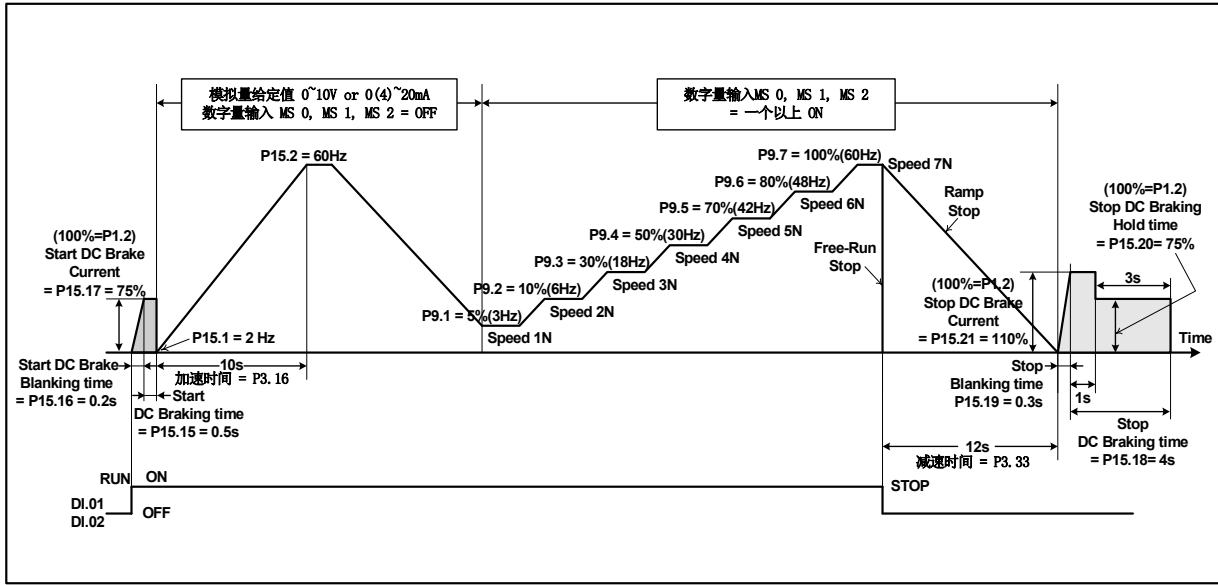 模拟量给定值 0~10V or 0(4)~20mA
数字量输入 MS 0, MS 1, MS 2 = OFF
数字量输入MS 0, MS 1, MS 2
= 一个以上 ON
P15.2 = 60Hz
P9.7 = 100%(60Hz)
Speed 7N
P9.6 = 80%(48Hz)
Speed 6N
P9.5 = 70%(42Hz)
Speed 5N
P9.4 = 50%(30Hz)
Speed 4N
P9.3 = 30%(18Hz)
Speed 3N
P9.2 = 10%(6Hz)
Speed 2N
P9.1 = 5%(3Hz)
Speed 1N
Ramp
Stop
Free-Run
Stop
(100%=P1.2)
Start DC Brake
Current
= P15.17 = 75%
P15.1 = 2 Hz
(100%=P1.2)
Stop DC Brake
Current
= P15.21 = 110%
(100%=P1.2)
Stop DC Braking
Hold time
= P15.20= 75%
3s
Time
Start DC Brake
Blanking time
= P15.16 = 0.2s
10s
加速时间 = P3.16
Start
DC Braking time
= P15.15 = 0.5s
Stop
Blanking time
P15.19 = 0.3s
1s
Stop
DC Braking time
= P15.18= 4s
12s
减速时间 = P3.33
RUN
ON
STOP
DI.01
DI.02
OFF